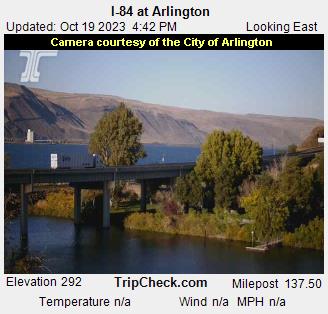 I-84 at Arlington
Updated: Oct 19 2023 4:42 PM Looking East
Camera courtesy of the City of Arlington
Elevation 292 TripCheck.com Milepost 137.50
Temperature n/a Wind n/a MPH n/a